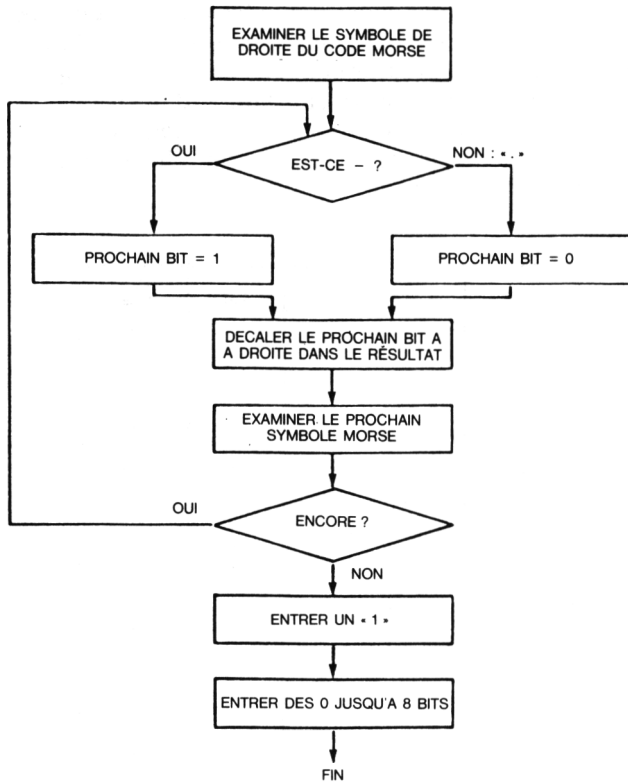 EXAMINER LE SYMBOLE DE
DROITE DU CODE MORSE
OUI
EST-CE – ?
NON : « . »
PROCHAIN BIT = 1
PROCHAIN BIT = 0
DECALER LE PROCHAIN BIT A
A DROITE DANS LE RÉSULTAT
EXAMINER LE PROCHAIN
SYMBOLE MORSE
OUI
ENCORE ?
NON
ENTRER UN « 1 »
ENTRER DES 0 JUSQU'A 8 BITS
FIN